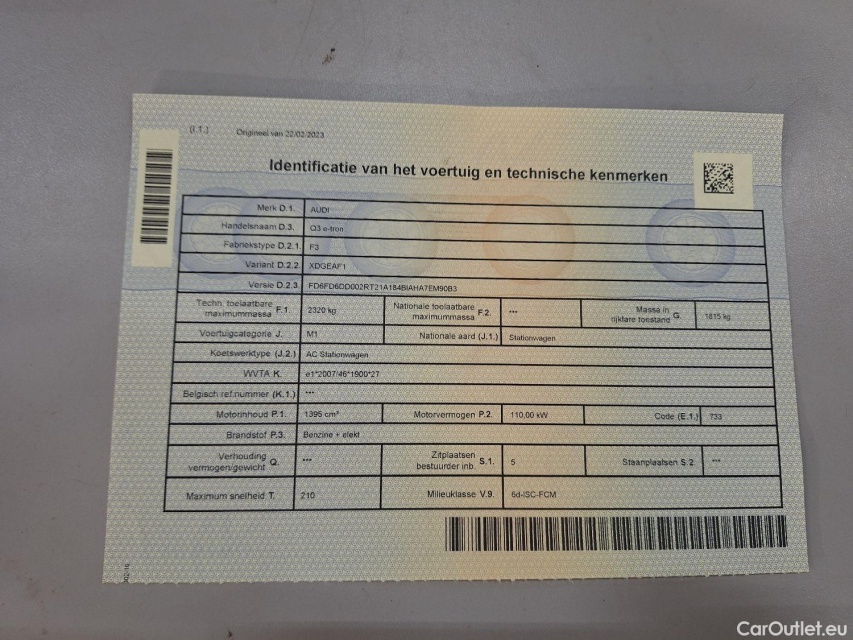 (I.1.) Origineel van 22/02/2023
Identificatie van het voertuig en technische kenmerken
Merk D.1. AUDI
Handelsnaam D.3. Q3 e-tron
Fabriekstype D.2.1. F3
Variant D.2.2. XDGEAF1
Versie D.2.3. FD6FD6DD002RT21A184BIAHA7EM90B3
Techn. toelaatbare maximummassa F.1. 2320 kg Nationale toelaatbare maximummassa F.2. *** Massa in rijklare toestand G. 1815 kg
Voertuigcategorie J. M1 Nationale aard (J.1.) Stationwagen
Koetswerktype (J.2.) AC Stationwagen
WVTA K. e1*2007/46*1900*27
Belgisch ref.nummer (K.1.) ***
Motorinhoud P.1. 1395 cm³ Motorvermogen P.2. 110,00 kW Code (E.1.) 733
Brandstof P.3. Benzine + elekt
Verhouding vermogen/gewicht Q. *** Zitplaatsen bestuurder inb. S.1. 5 Staanplaatsen S.2. ***
Maximum snelheid T. 210 Milieuklasse V.9. 6d-ISC-FCM
CarOutlet.eu